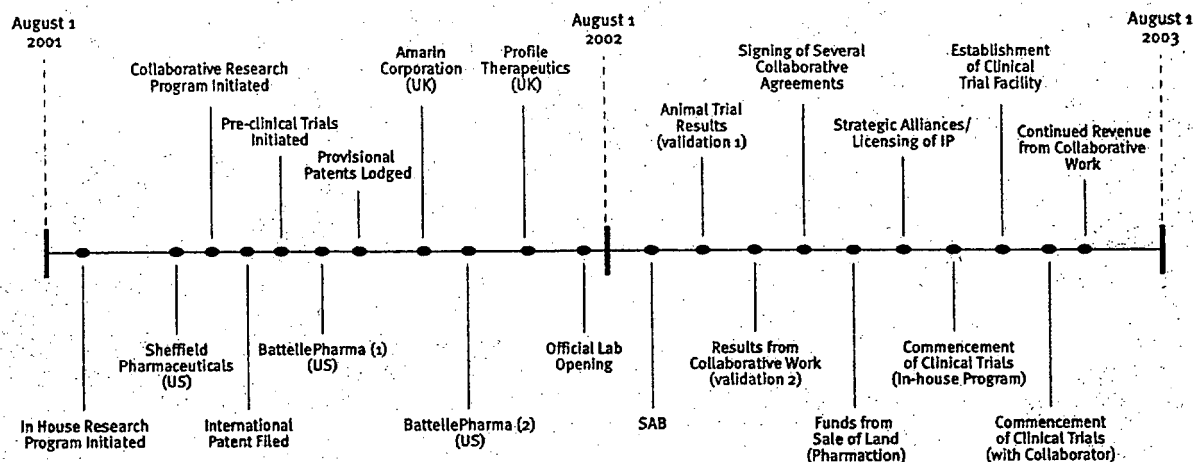 August 1
2001
August 1
2002
August 1
2003
Collaborative Research
Program Initiated
Pre-clinical Trials
Initiated
Provisional
Patents Lodged
Amarin
Corporation
(UK)
Profile
Therapeutics
(UK)
Animal Trial
Results
(validation 1)
Signing of Several
Collaborative
Agreements
Strategic Alliances/
Licensing of IP
Establishment
of Clinical
Trial Facility
Continued Revenue
from Collaborative
Work
In House Research
Program Initiated
Sheffield
Pharmaceuticals
(US)
International
Patent Filed
BattellePharma (1)
(US)
BattellePharma (2)
(US)
Official Lab
Opening
SAB
Results from
Collaborative Work
(validation 2)
Funds from
Sale of Land
(Pharmaction)
Commencement
of Clinical Trials
(In-house Program)
Commencement
of Clinical Trials
(with Collaborator)